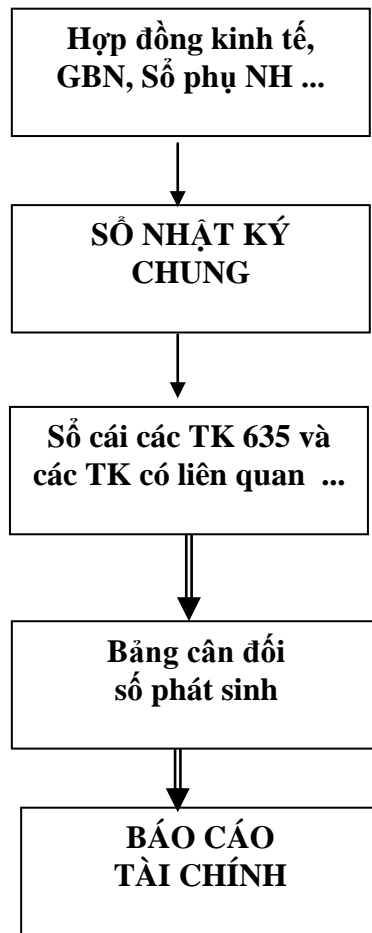 Hợp đồng kinh tế,
GBN, Sổ phụ NH ...
SỔ NHẬT KÝ
CHUNG
Sổ cái các TK 635 và
các TK có liên quan ...
Bảng cân đối
số phát sinh
BÁO CÁO
TÀI CHÍNH